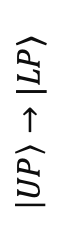 |UP⟩ → |LP⟩